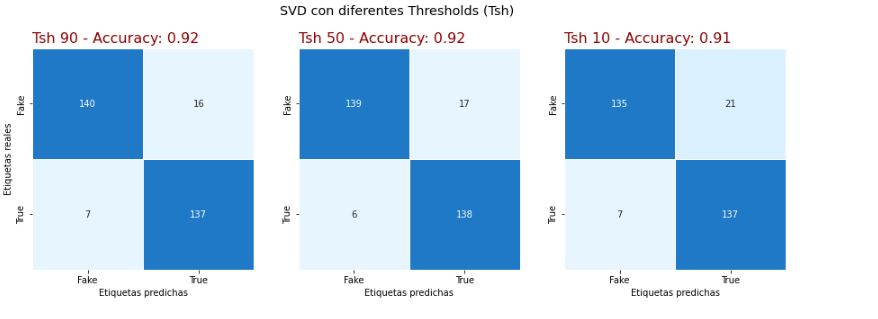 SVD con diferentes Thresholds (Tsh)
Tsh 90 - Accuracy: 0.92
Etiquetas reales
Fake
True
140
16
7
137
Fake
True
Etiquetas predichas
Tsh 50 - Accuracy: 0.92
Fake
True
139
17
6
138
Fake
True
Etiquetas predichas
Tsh 10 - Accuracy: 0.91
Fake
True
135
21
7
137
Fake
True
Etiquetas predichas